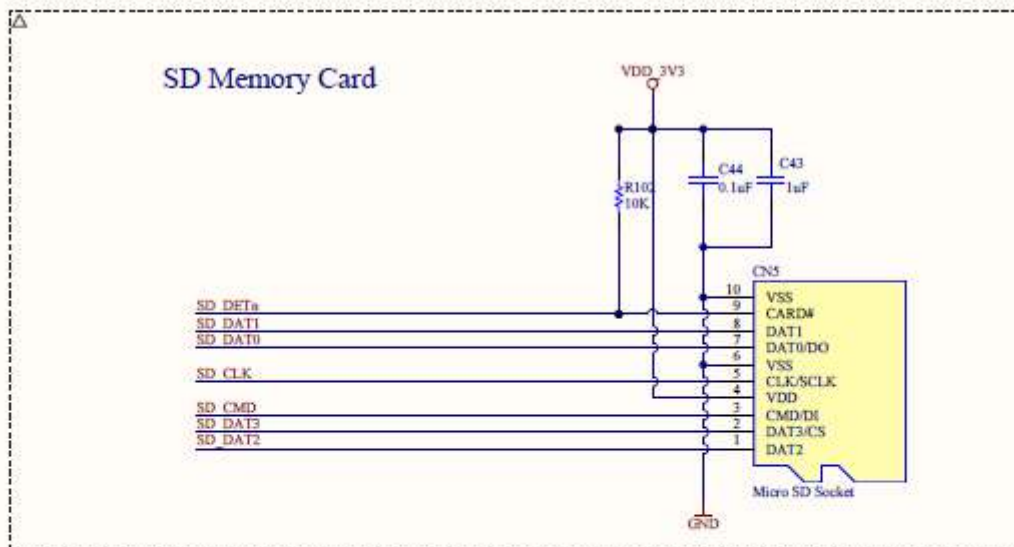 SD Memory Card
VDD_3V3
C43
C44
R102
0.1uF
1uF
10K
CN5
10
VSS
SD_DETn
9
CARD#
SD_DAT1
8
DAT1
SD_DAT0
7
DAT0/DO
6
VSS
SD_CLK
5
CLK/SCLK
4
VDD
SD_CMD
3
CMD/DI
SD_DAT3
2
DAT3/CS
SD_DAT2
1
DAT2
Micro SD Socket
GND